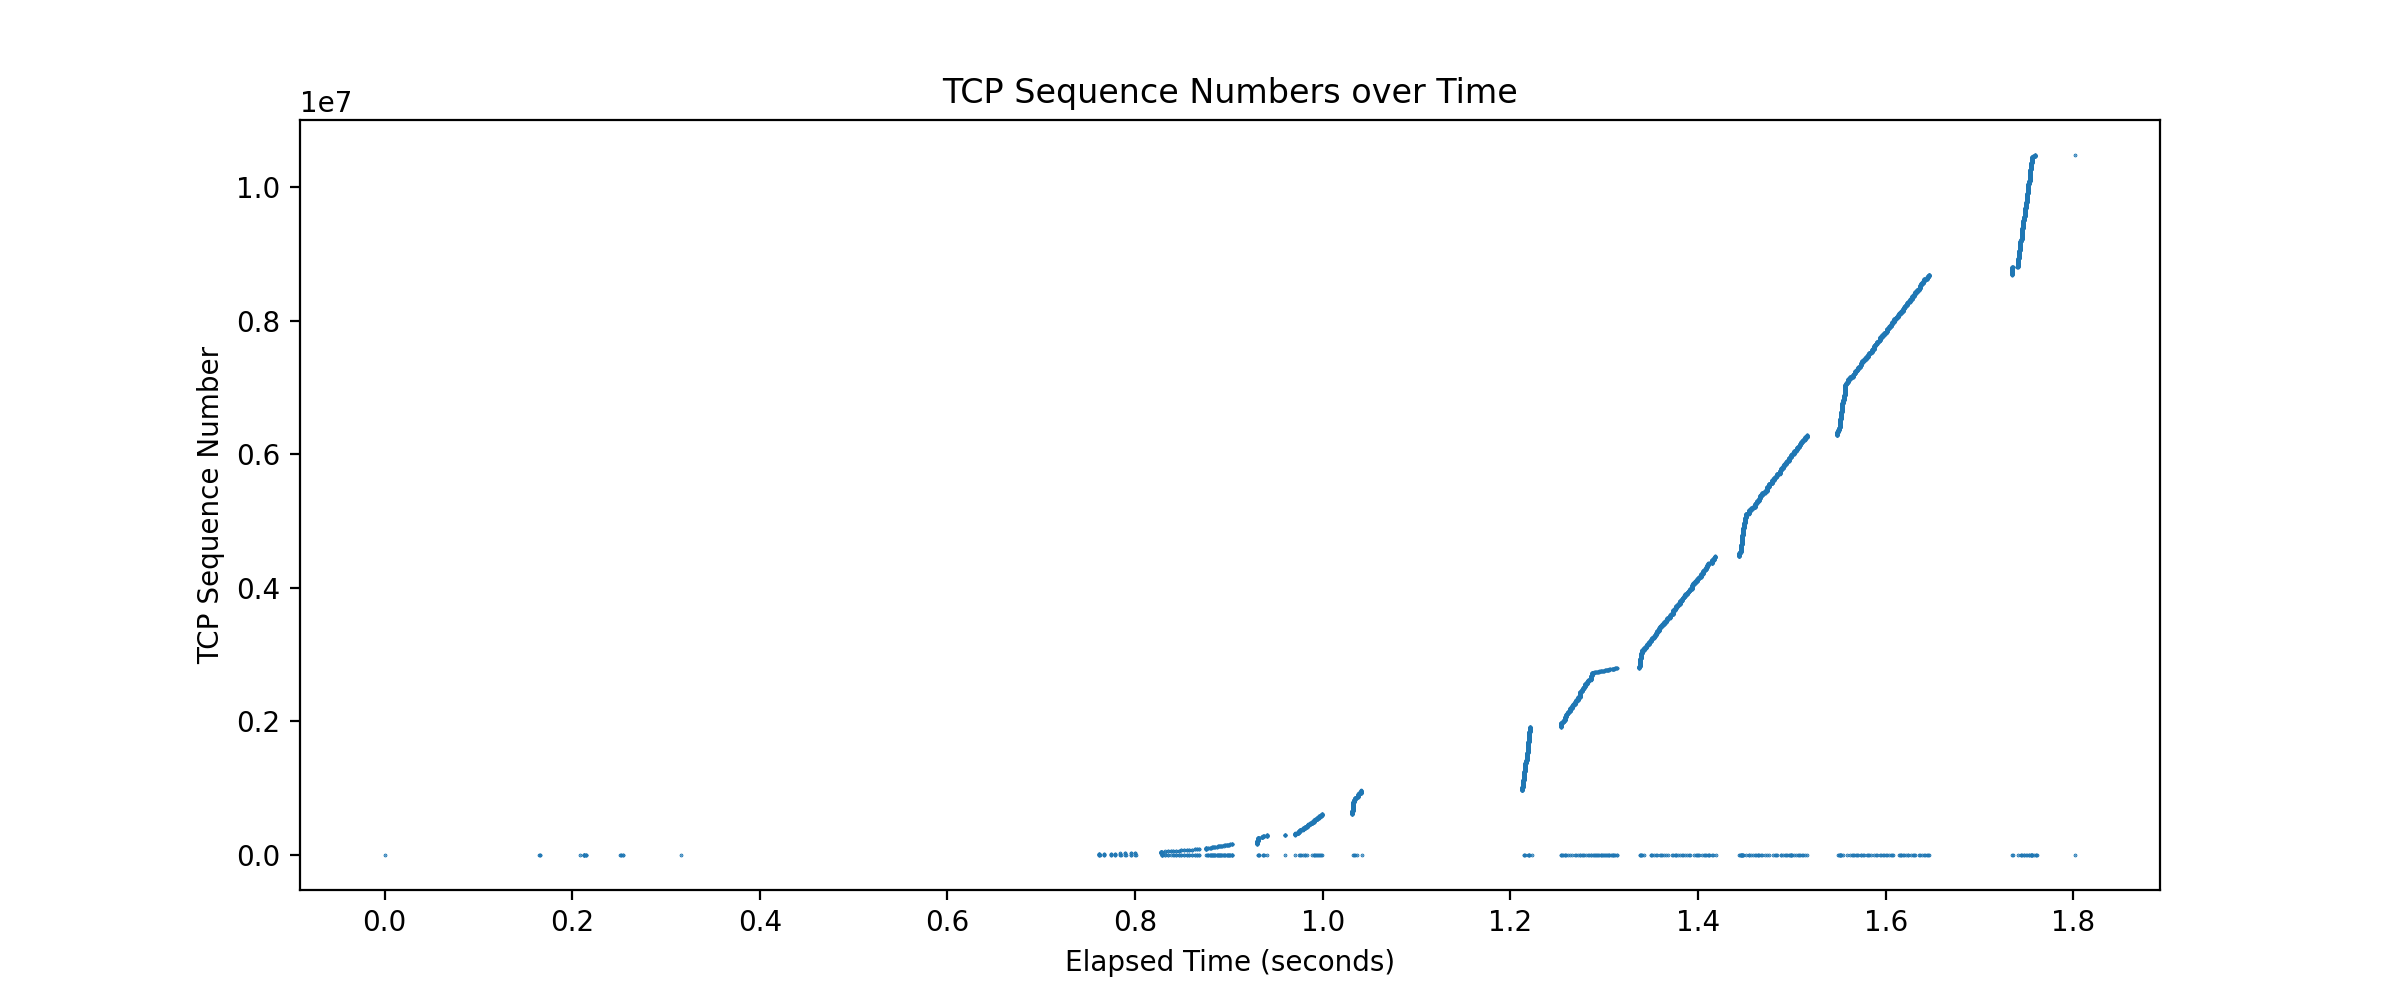 TCP Sequence Numbers over Time
1e7
1.0
0.8
0.6
0.4
0.2
0.0
TCP Sequence Number
0.0 0.2 0.4 0.6 0.8 1.0 1.2 1.4 1.6 1.8
Elapsed Time (seconds)